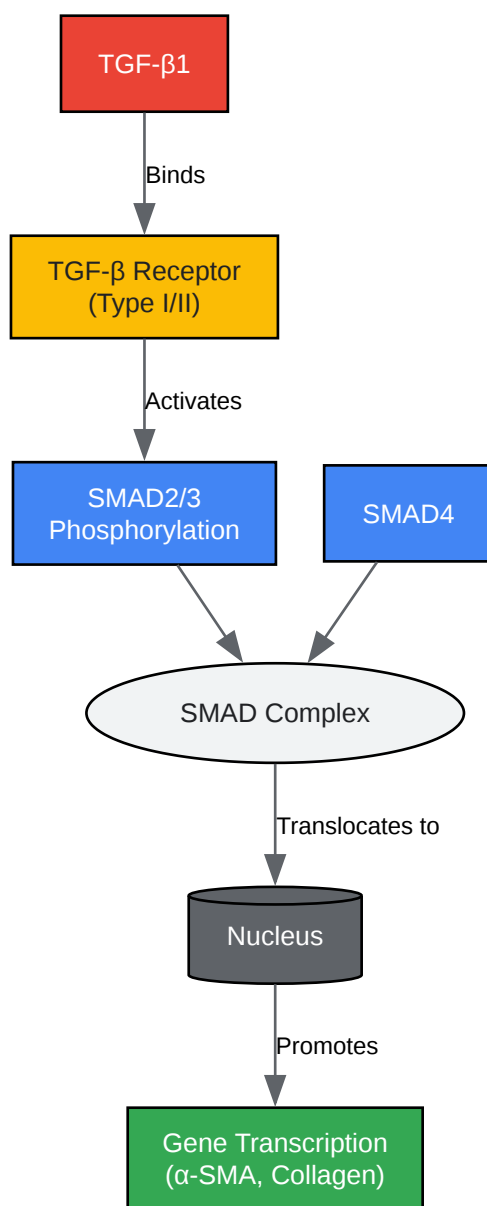 TGF-β1
Binds
TGF-β Receptor
(Type I/II)
Activates
SMAD2/3
Phosphorylation
SMAD4
SMAD Complex
Translocates to
Nucleus
Promotes
Gene Transcription
(α-SMA, Collagen)